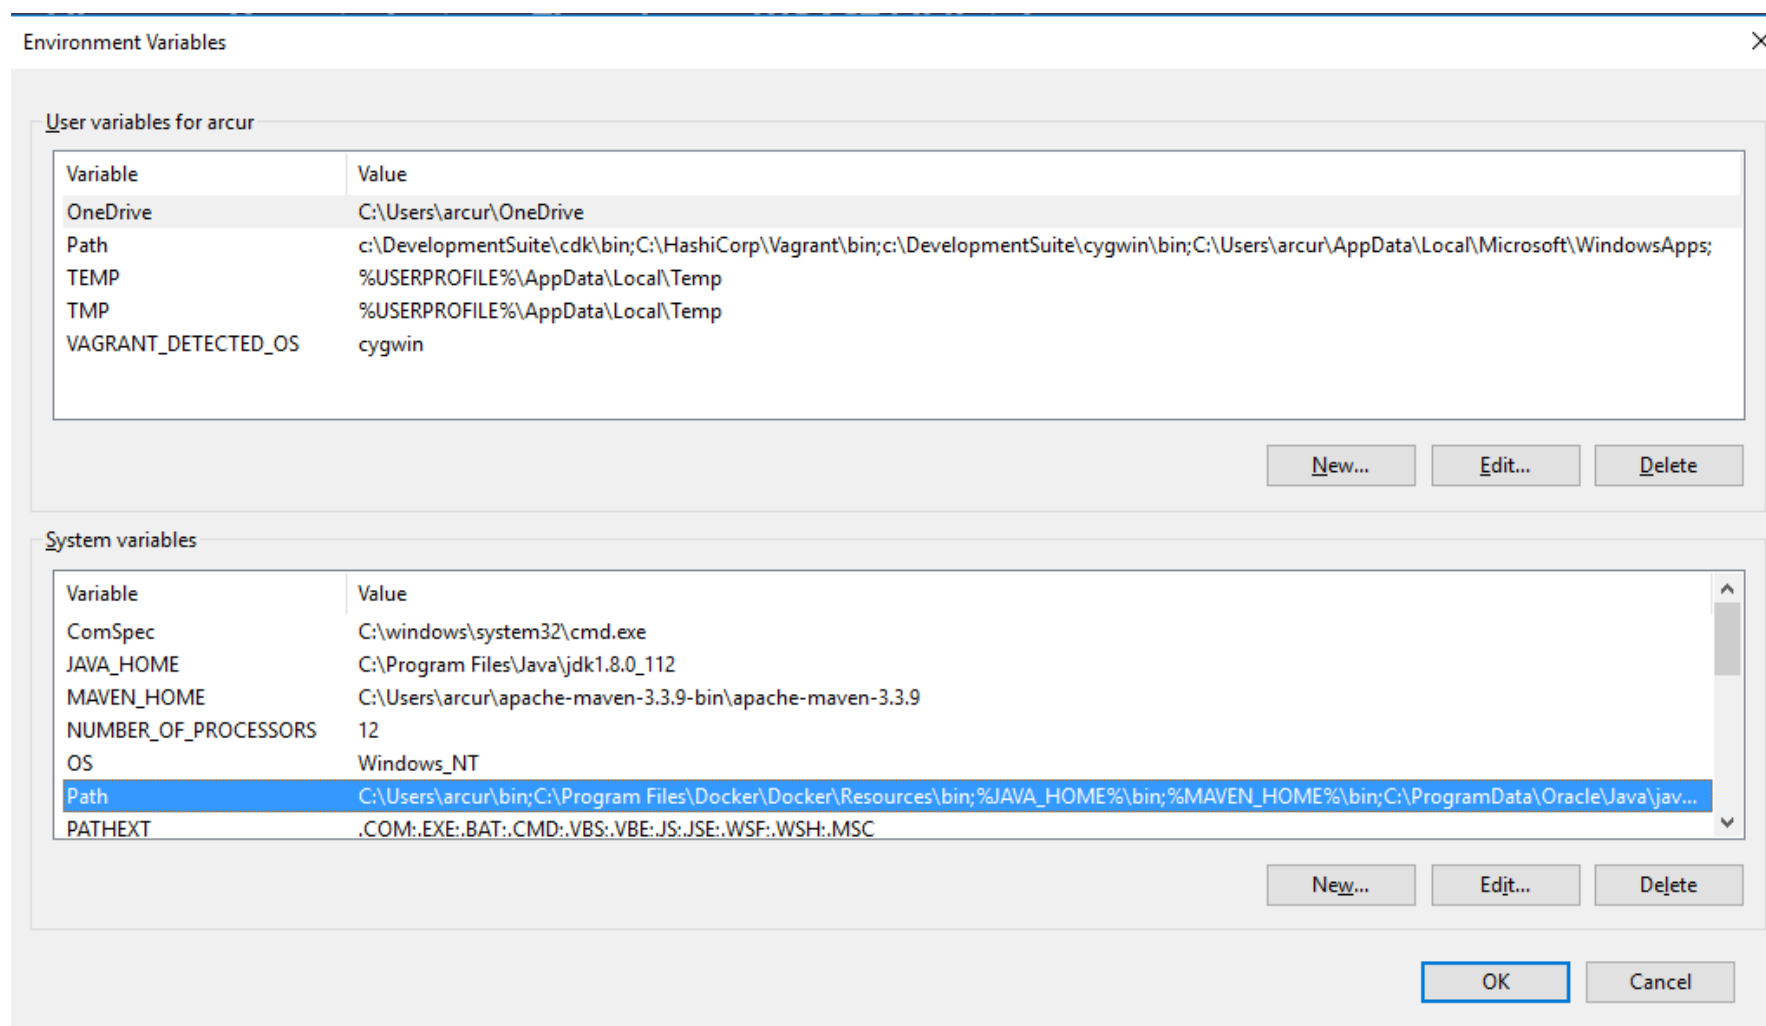 Environment Variables
User variables for arcur
Variable Value
OneDrive C:\Users\arcur\OneDrive
Path c:\DevelopmentSuite\cdk\bin;C:\HashiCorp\Vagrant\bin;c:\DevelopmentSuite\cygwin\bin;C:\Users\arcur\AppData\Local\Microsoft\WindowsApps;
TEMP %USERPROFILE%\AppData\Local\Temp
TMP %USERPROFILE%\AppData\Local\Temp
VAGRANT_DETECTED_OS cygwin
New... Edit... Delete
System variables
Variable Value
ComSpec C:\windows\system32\cmd.exe
JAVA_HOME C:\Program Files\Java\jdk1.8.0_112
MAVEN_HOME C:\Users\arcur\apache-maven-3.3.9-bin\apache-maven-3.3.9
NUMBER_OF_PROCESSORS 12
OS Windows_NT
Path C:\Users\arcur\bin;C:\Program Files\Docker\Docker\Resources\bin;%JAVA_HOME%\bin;%MAVEN_HOME%\bin;C:\ProgramData\Oracle\Java\jav...
PATHEXT .COM;.EXE;.BAT;.CMD;.VBS;.VBE;.JS;.JSE;.WSF;.WSH;.MSC
New... Edit... Delete
OK Cancel